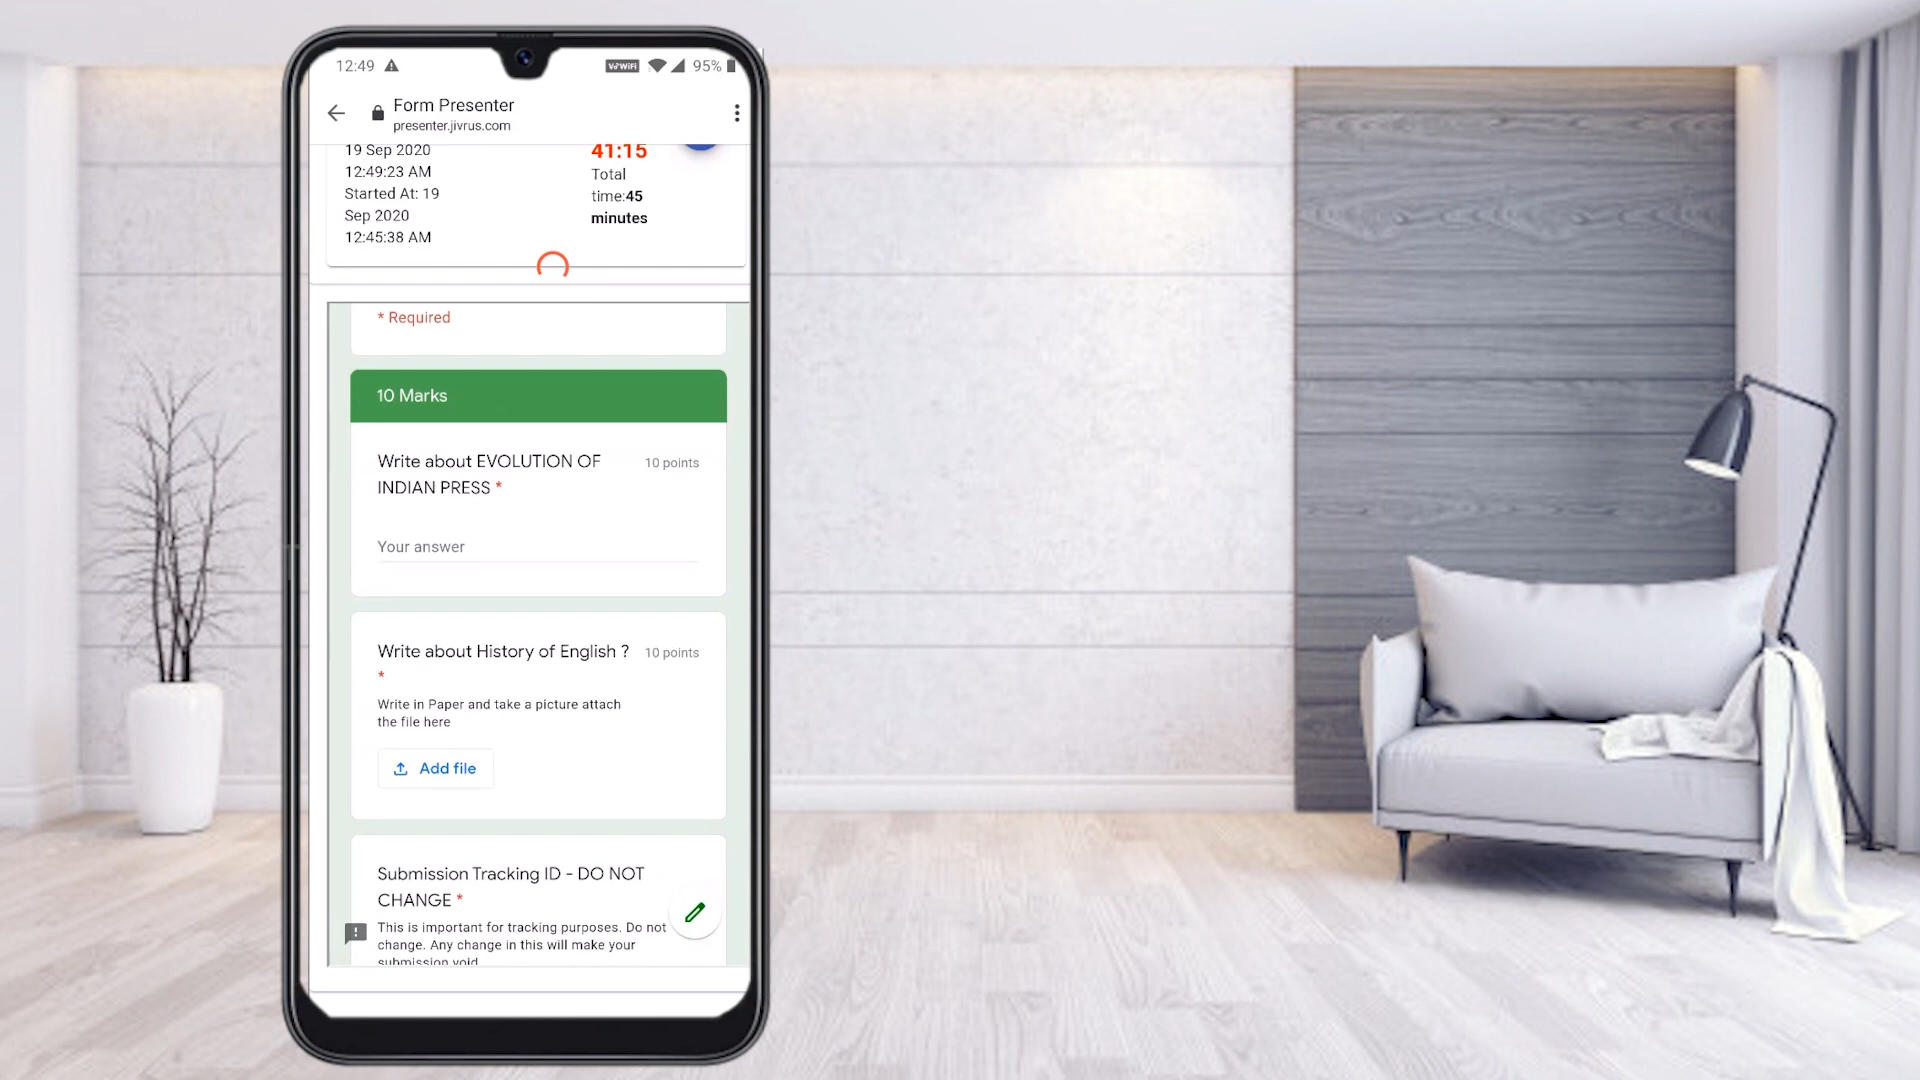 12:49
VoWiFi
95%
Form Presenter
presenter.jivrus.com
19 Sep 2020
12:49:23 AM
Started At: 19
Sep 2020
12:45:38 AM
41:15
Total
time:45
minutes
* Required
10 Marks
Write about EVOLUTION OF
INDIAN PRESS *
10 points
Your answer
Write about History of English ?
*
10 points
Write in Paper and take a picture attach
the file here
Add file
Submission Tracking ID - DO NOT
CHANGE *
This is important for tracking purposes. Do not
change. Any change in this will make your
submission void